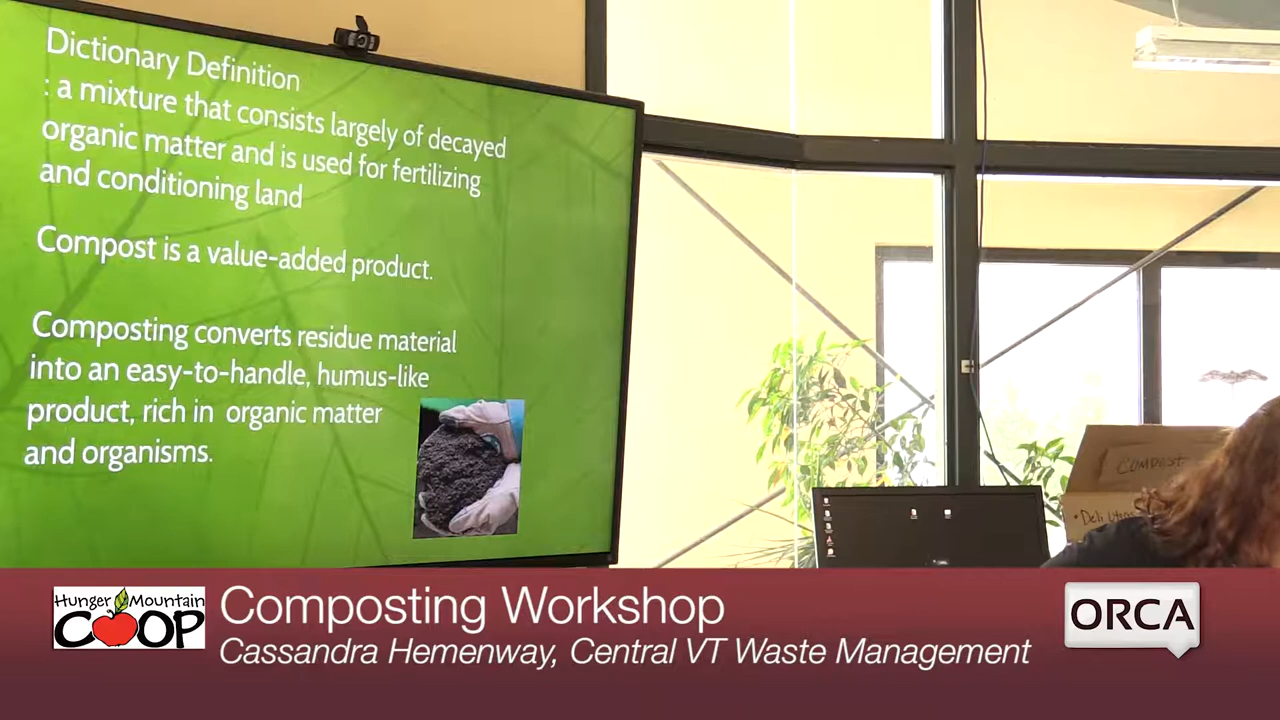 Dictionary Definition
: a mixture that consists largely of decayed
organic matter and is used for fertilizing
and conditioning land
Compost is a value-added product.
Composting converts residue material
into an easy-to-handle, humus-like
product, rich in organic matter
and organisms.
COMPOST
• Deli
Hunger Mountain
COOP
Composting Workshop
Cassandra Hemenway, Central VT Waste Management
ORCA